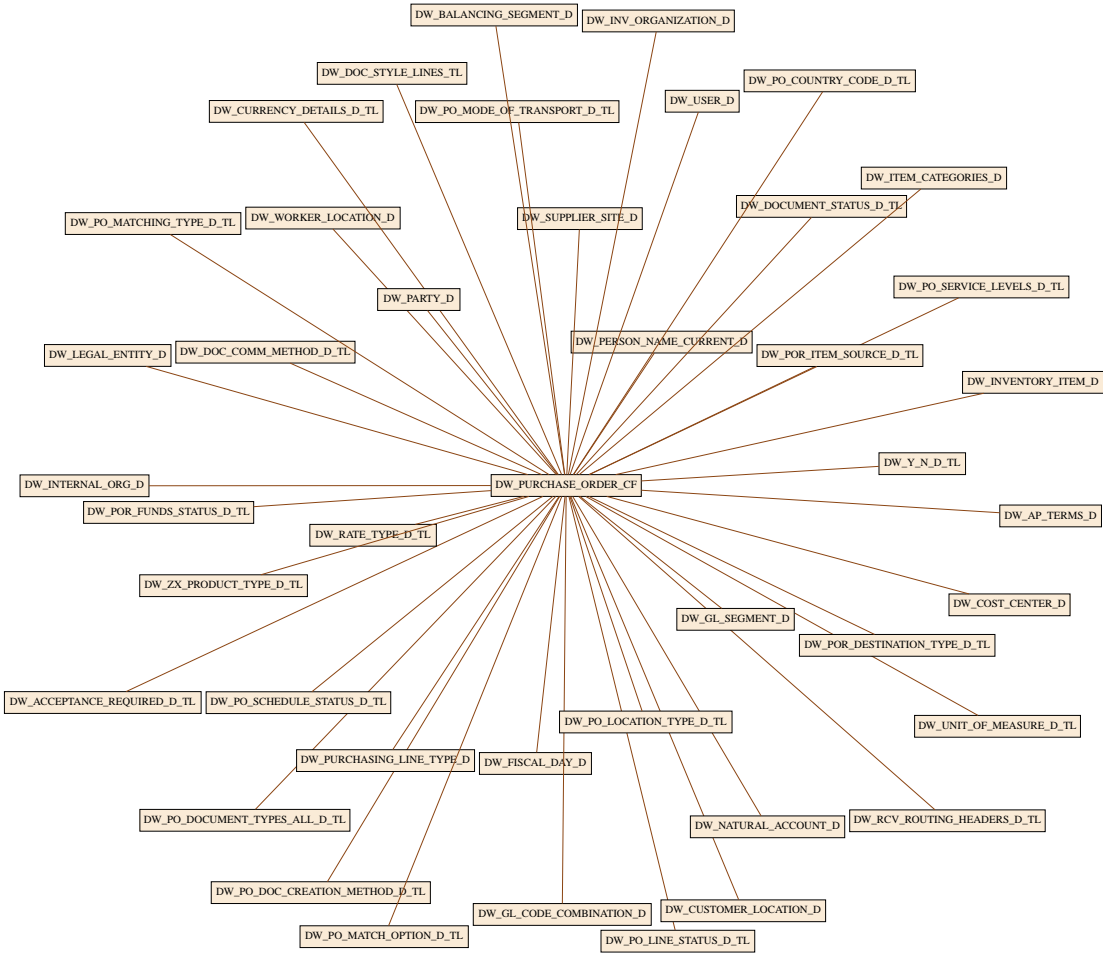 DW_BALANCING_SEGMENT_D
DW_INV_ORGANIZATION_D
DW_DOC_STYLE_LINES_TL
DW_PO_COUNTRY_CODE_D_TL
DW_CURRENCY_DETAILS_D_TL
DW_PO_MODE_OF_TRANSPORT_D_TL
DW_USER_D
DW_ITEM_CATEGORIES_D
DW_PO_MATCHING_TYPE_D_TL
DW_WORKER_LOCATION_D
DW_SUPPLIER_SITE_D
DW_DOCUMENT_STATUS_D_TL
DW_PARTY_D
DW_PO_SERVICE_LEVELS_D_TL
DW_LEGAL_ENTITY_D
DW_DOC_COMM_METHOD_D_TL
DW_PERSON_NAME_CURRENT_D
DW_POR_ITEM_SOURCE_D_TL
DW_INVENTORY_ITEM_D
DW_Y_N_D_TL
DW_INTERNAL_ORG_D
DW_PURCHASE_ORDER_CF
DW_POR_FUNDS_STATUS_D_TL
DW_AP_TERMS_D
DW_RATE_TYPE_D_TL
DW_ZX_PRODUCT_TYPE_D_TL
DW_COST_CENTER_D
DW_GL_SEGMENT_D
DW_POR_DESTINATION_TYPE_D_TL
DW_ACCEPTANCE_REQUIRED_D_TL
DW_PO_SCHEDULE_STATUS_D_TL
DW_PO_LOCATION_TYPE_D_TL
DW_UNIT_OF_MEASURE_D_TL
DW_PURCHASING_LINE_TYPE_D
DW_FISCAL_DAY_D
DW_PO_DOCUMENT_TYPES_ALL_D_TL
DW_NATURAL_ACCOUNT_D
DW_RCV_ROUTING_HEADERS_D_TL
DW_PO_DOC_CREATION_METHOD_D_TL
DW_GL_CODE_COMBINATION_D
DW_CUSTOMER_LOCATION_D
DW_PO_MATCH_OPTION_D_TL
DW_PO_LINE_STATUS_D_TL